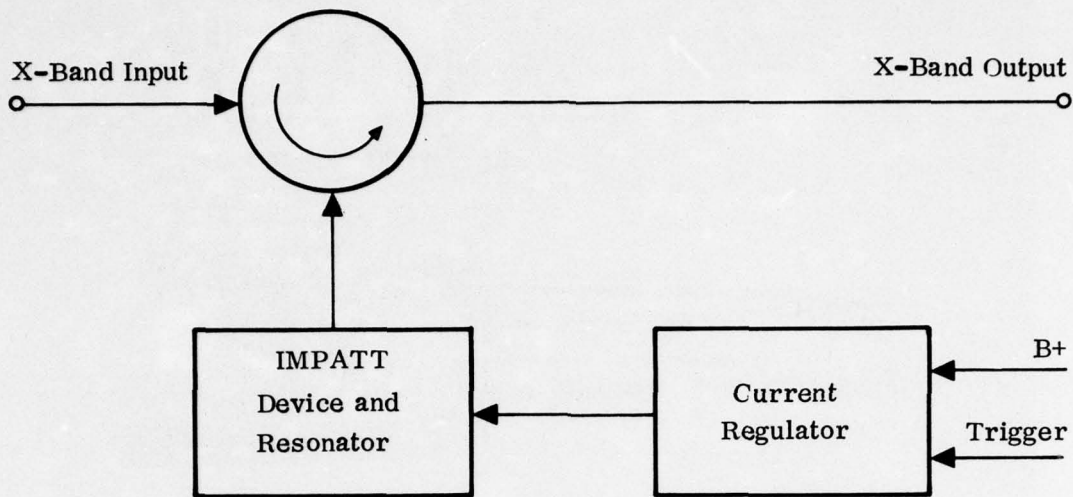 X-Band Input
X-Band Output
IMPATT
Device and
Resonator
Current
Regulator
B+
Trigger